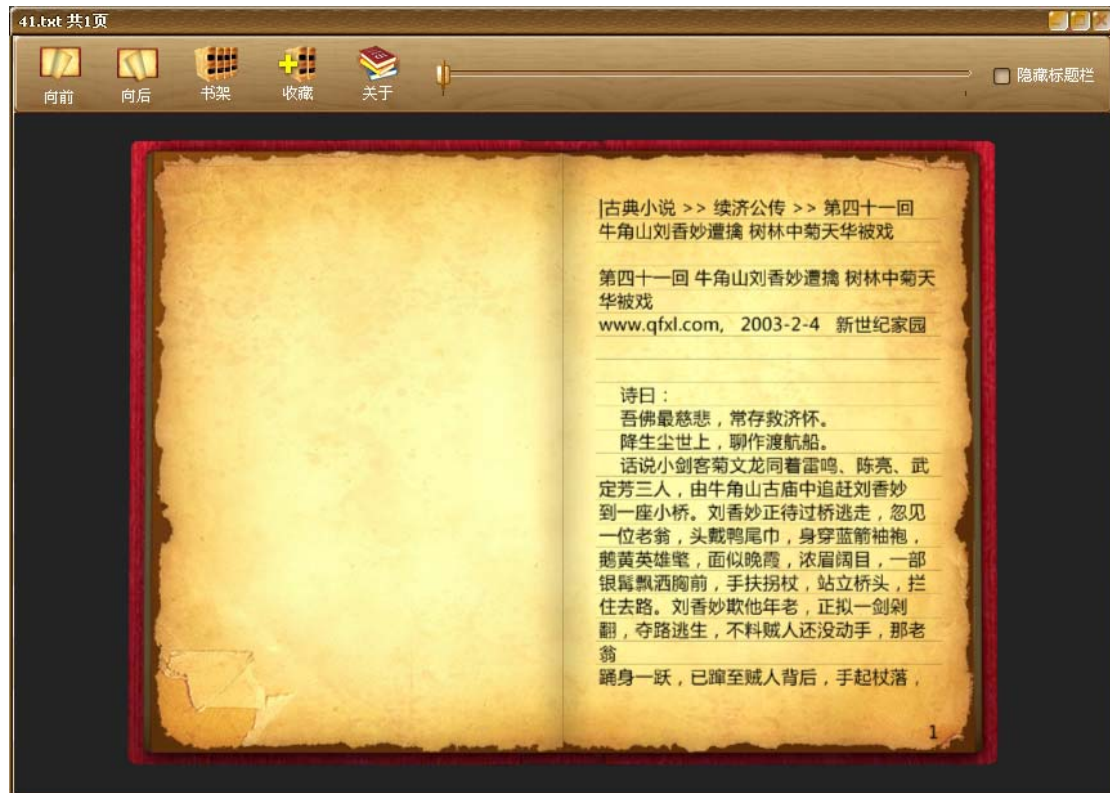 41.txt 共1页
向前 向后 书架 收藏 关于 隐藏标题栏
|古典小说 >> 续济公传 >> 第四十一回
牛角山刘香妙遭擒 树林中菊天华被戏
第四十一回 牛角山刘香妙遭擒 树林中菊天
华被戏
www.qfxl.com, 2003-2-4 新世纪家园
诗曰：
吾佛最慈悲，常存救济怀。
降生尘世上，聊作渡航船。
话说小剑客菊文龙同着雷鸣、陈亮、武
定芳三人，由牛角山古庙中追赶刘香妙
到一座小桥。刘香妙正待过桥逃走，忽见
一位老翁，头戴鸭尾巾，身穿蓝箭袖袍，
鹅黄英雄氅，面似晚霞，浓眉阔目，一部
银髯飘洒胸前，手扶拐杖，站立桥头，拦
住去路。刘香妙欺他年老，正拟一剑剁
翻，夺路逃生，不料贼人还没动手，那老
翁
踊身一跃，已蹿至贼人背后，手起杖落，
1